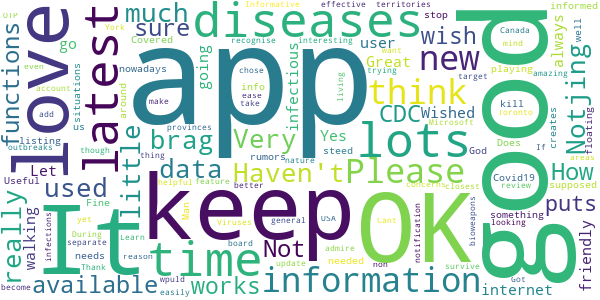 app
good
keep
OK
It
love
latest
diseases
lots
time
think
information
Please
new
much
sure
functions
used
little
really
brag
Very
Haven't
data
CDC
wish
Notjing
How
puts
works
available
Not
going
infectious
Yes
Wished
user
Great
go
Let
walking
friendly
internet
always
nowadays
info
chose
ease
take
living
Covered
York
OTP
Informative
effective
territories
recognise
interesting
stop
Want
trying
target
Microsoft
rumors
steed
nature
God
Does
kill
Canada
mind
playing
Toronto
Covid19
review
If
creates
amazing
informed
well
floating
areas
supposed
closest
concerns
something
looking
Got
bioweapons
survive
notification
Cant
non
admire
USA
general
board
update
needed
better
feature
helpful
Viruses
Man
thing
reason
Learn
wpuld
easily
During
separate
needs
Thank
yet
Fine
Useful
become
infections
outbreaks
though
provinces
listing
us
situations
around
account
even
add
make